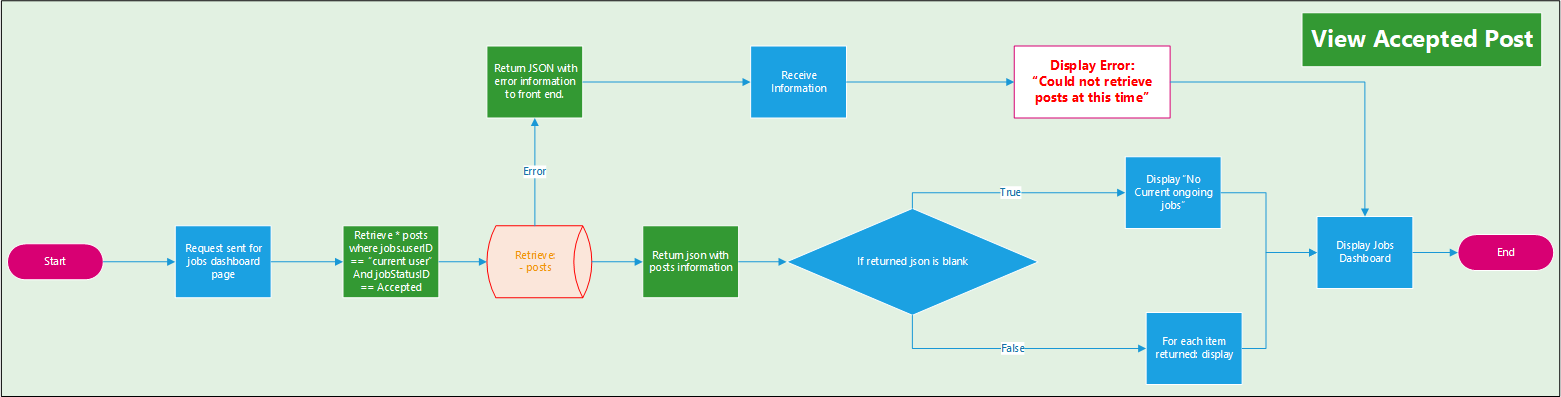 View Accepted Post
Return JSON with
error information
to front end.
Receive
Information
Display Error:
“Could not retrieve
posts at this time”
Error
Start
Request sent for
jobs dashboard
page
Retrieve * posts
where jobs.userID
== "current user"
And jobStatusID
== Accepted
Retrieve:
- posts
Return json with
posts information
If returned json is blank
True
Display “No
Current ongoing
jobs”
False
For each item
returned: display
Display Jobs
Dashboard
End